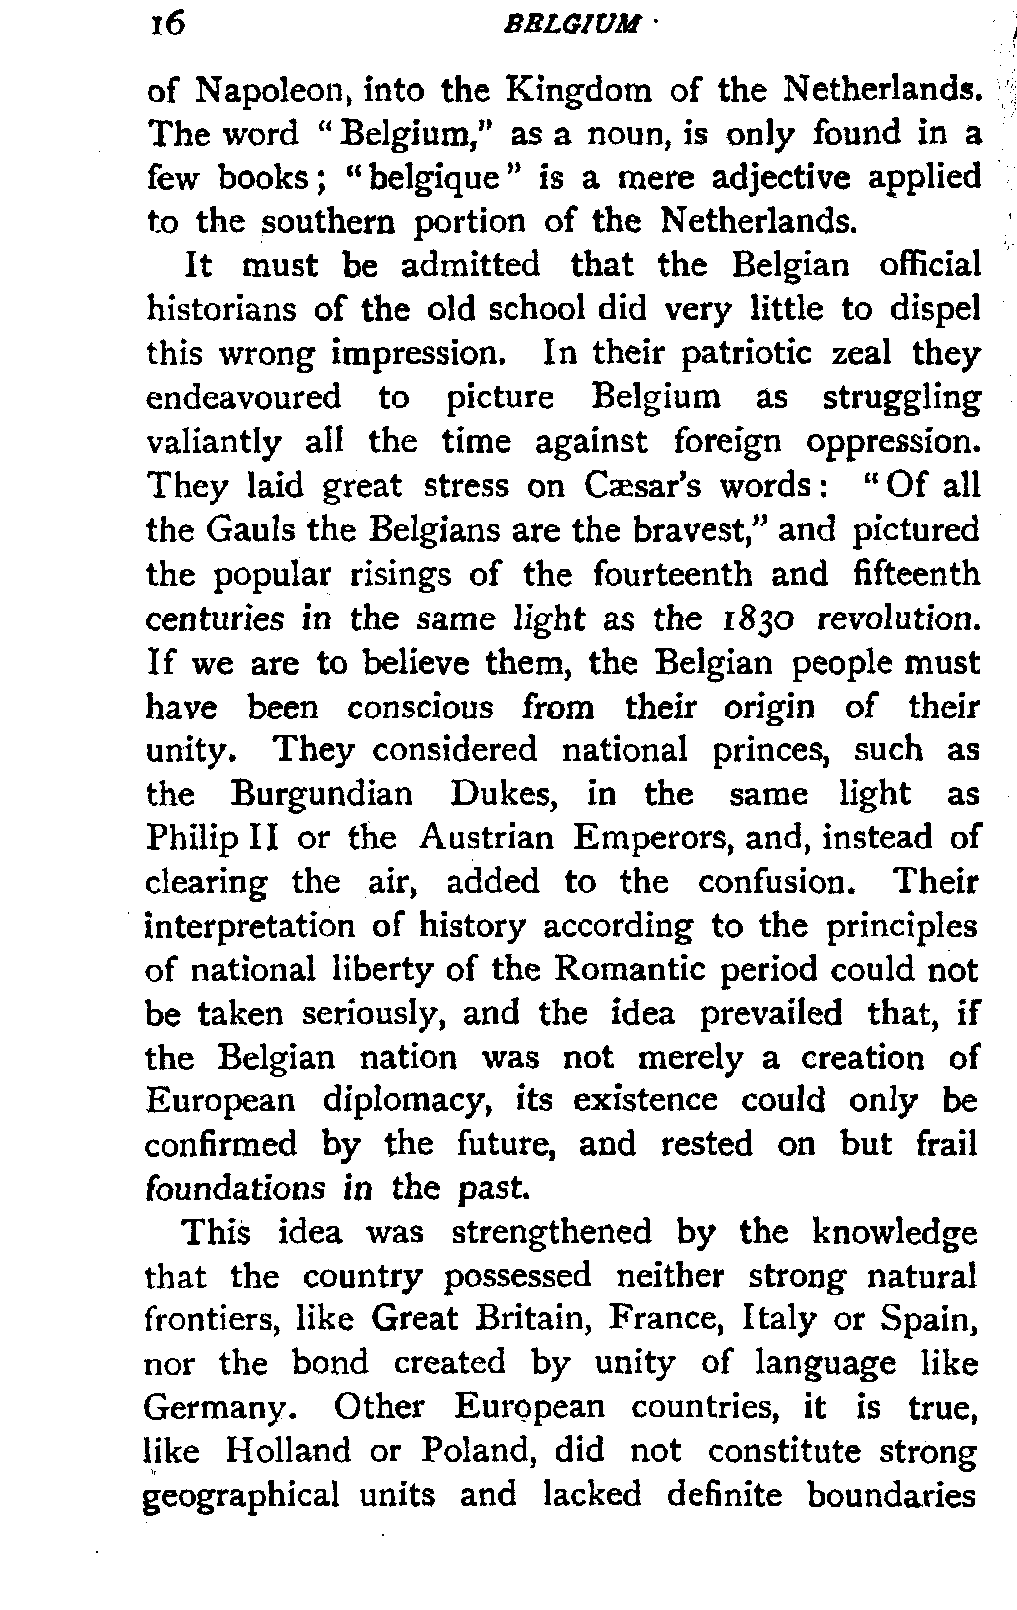 16 BELGIUM
of Napoleon, into the Kingdom of the Netherlands.
The word “Belgium,” as a noun, is only found in a
few books; “belgique” is a mere adjective applied
to the southern portion of the Netherlands.
It must be admitted that the Belgian official
historians of the old school did very little to dispel
this wrong impression. In their patriotic zeal they
endeavoured to picture Belgium as struggling
valiantly all the time against foreign oppression.
They laid great stress on Cæsar's words: “Of all
the Gauls the Belgians are the bravest,” and pictured
the popular risings of the fourteenth and fifteenth
centuries in the same light as the 1830 revolution.
If we are to believe them, the Belgian people must
have been conscious from their origin of their
unity. They considered national princes, such as
the Burgundian Dukes, in the same light as
Philip II or the Austrian Emperors, and, instead of
clearing the air, added to the confusion. Their
interpretation of history according to the principles
of national liberty of the Romantic period could not
be taken seriously, and the idea prevailed that, if
the Belgian nation was not merely a creation of
European diplomacy, its existence could only be
confirmed by the future, and rested on but frail
foundations in the past.
This idea was strengthened by the knowledge
that the country possessed neither strong natural
frontiers, like Great Britain, France, Italy or Spain,
nor the bond created by unity of language like
Germany. Other European countries, it is true,
like Holland or Poland, did not constitute strong
geographical units and lacked definite boundaries